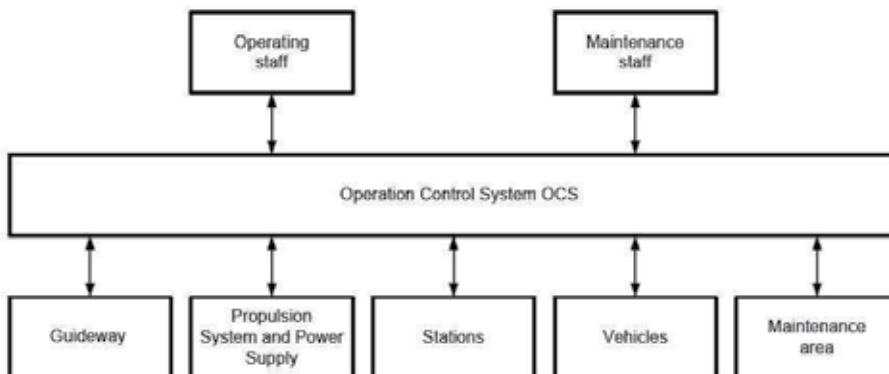 Operating
staff
Maintenance
staff
Operation Control System OCS
Guideway
Propulsion
System and Power
Supply
Stations
Vehicles
Maintenance
area